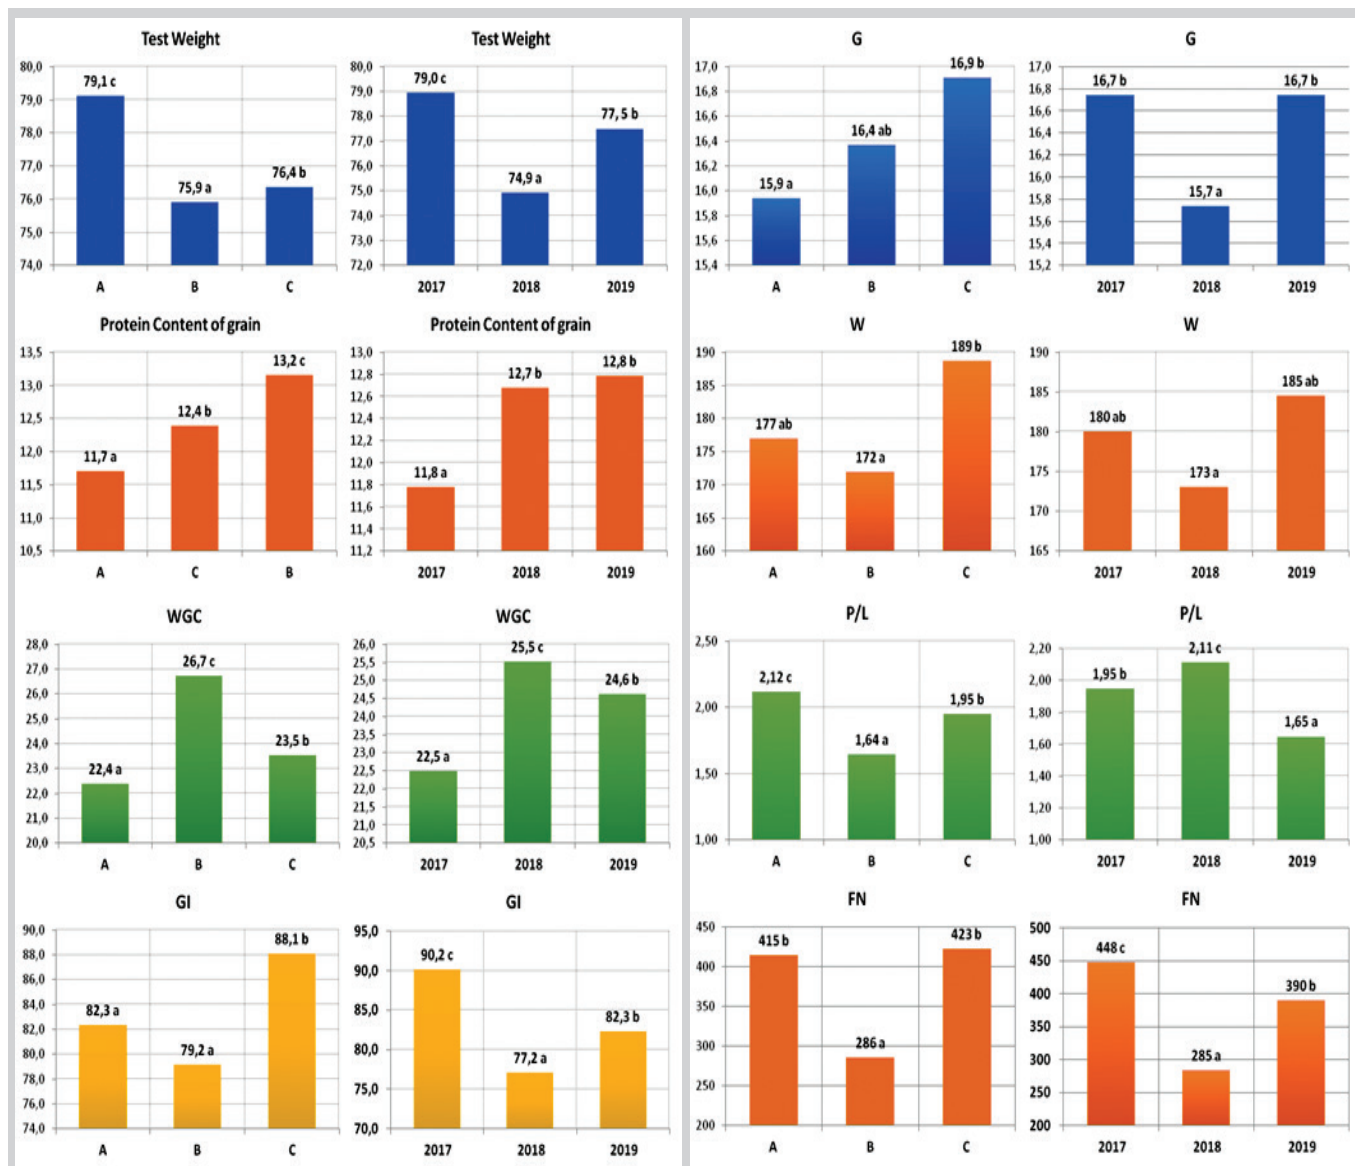 Test Weight
80,0
79,0
78,0
77,0
76,0
75,0
74,0
79,1 c
75,9 a
76,4 b
A B C
Test Weight
80,0
79,0
78,0
77,0
76,0
75,0
74,0
73,0
72,0
79,0 c
74,9 a
77,5 b
2017 2018 2019
G
17,0
16,8
16,6
16,4
16,2
16,0
15,8
15,6
15,4
15,9 a
16,4 ab
16,9 b
A B C
G
17,0
16,8
16,6
16,4
16,2
16,0
15,8
15,6
15,4
15,2
16,7 b
15,7 a
16,7 b
2017 2018 2019
Protein Content of grain
13,5
13,0
12,5
12,0
11,5
11,0
10,5
11,7 a
12,4 b
13,2 c
A C B
Protein Content of grain
13,0
12,8
12,6
12,4
12,2
12,0
11,8
11,6
11,4
11,2
11,8 a
12,7 b
12,8 b
2017 2018 2019
W
190
185
180
175
170
165
160
177 ab
172 a
189 b
A B C
W
190
185
180
175
170
165
180 ab
173 a
185 ab
2017 2018 2019
WGC
28,0
27,0
26,0
25,0
24,0
23,0
22,0
21,0
20,0
22,4 a
26,7 c
23,5 b
A B C
WGC
26,0
25,5
25,0
24,5
24,0
23,5
23,0
22,5
22,0
21,5
21,0
20,5
22,5 a
25,5 c
24,6 b
2017 2018 2019
P/L
2,50
2,00
1,50
1,00
2,12 c
1,64 a
1,95 b
A B C
P/L
2,20
2,00
1,80
1,60
1,40
1,20
1,00
1,95 b
2,11 c
1,65 a
2017 2018 2019
GI
90,0
88,0
86,0
84,0
82,0
80,0
78,0
76,0
74,0
82,3 a
79,2 a
88,1 b
A B C
GI
95,0
90,0
85,0
80,0
75,0
70,0
90,2 c
77,2 a
82,3 b
2017 2018 2019
FN
450
400
350
300
250
200
415 b
286 a
423 b
A B C
FN
500
450
400
350
300
250
200
448 c
285 a
390 b
2017 2018 2019